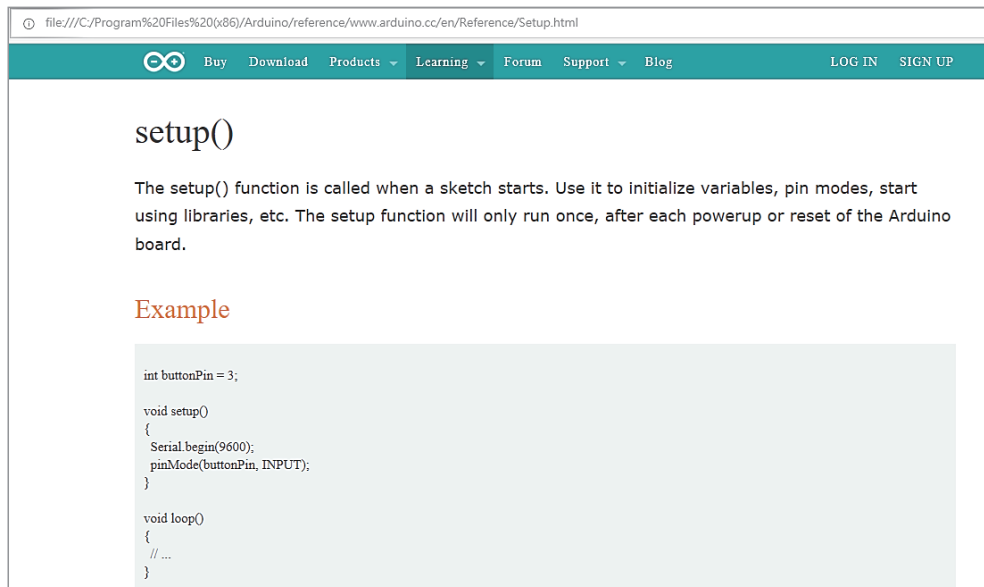 file:///C:/Program%20Files%20(x86)/Arduino/reference/www.arduino.cc/en/Reference/Setup.html
Buy Download Products Learning Forum Support Blog LOG IN SIGN UP
setup()
The setup() function is called when a sketch starts. Use it to initialize variables, pin modes, start
using libraries, etc. The setup function will only run once, after each powerup or reset of the Arduino
board.
Example
int buttonPin = 3;
void setup()
{
Serial.begin(9600);
pinMode(buttonPin, INPUT);
}
void loop()
{
// ...
}